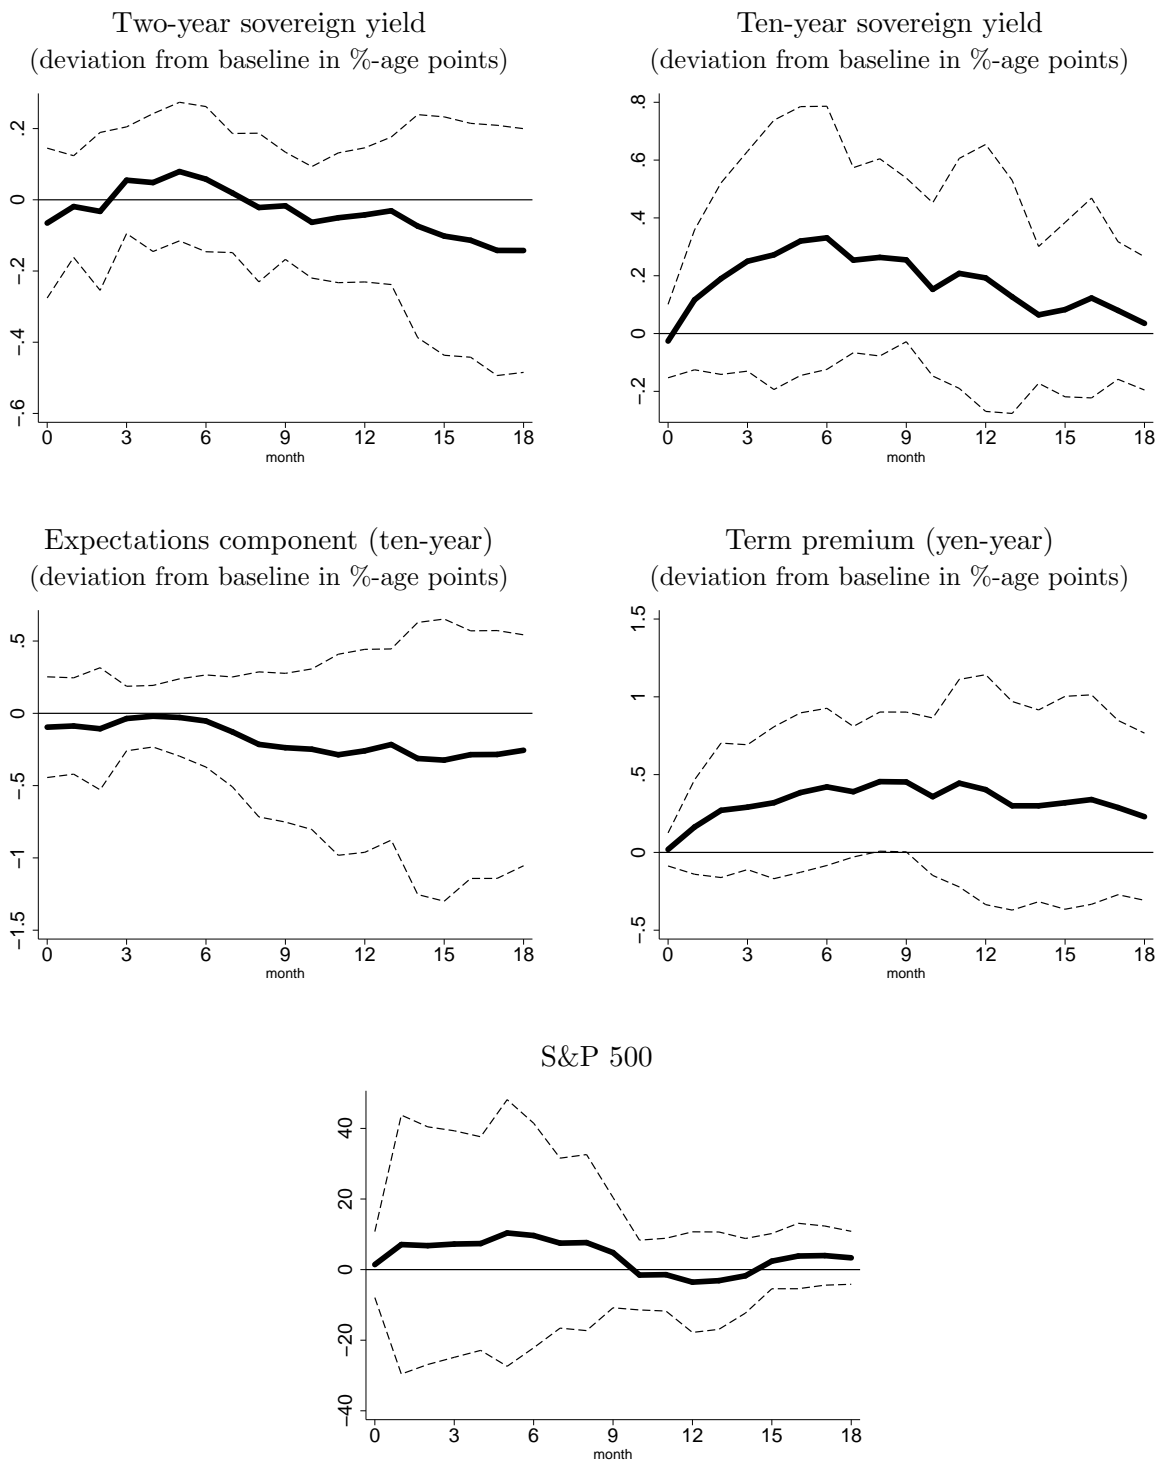 Two-year sovereign yield
(deviation from baseline in %-age points)
.2
0
−.2
−.4
−.6
0 3 6 9 12 15 18
month
Ten-year sovereign yield
(deviation from baseline in %-age points)
.8
.6
.4
.2
0
−.2
0 3 6 9 12 15 18
month
Expectations component (ten-year)
(deviation from baseline in %-age points)
.5
0
−.5
−1
−1.5
0 3 6 9 12 15 18
month
Term premium (yen-year)
(deviation from baseline in %-age points)
1.5
1
.5
0
−.5
0 3 6 9 12 15 18
month
S&P 500
40
20
0
−20
−40
0 3 6 9 12 15 18
month